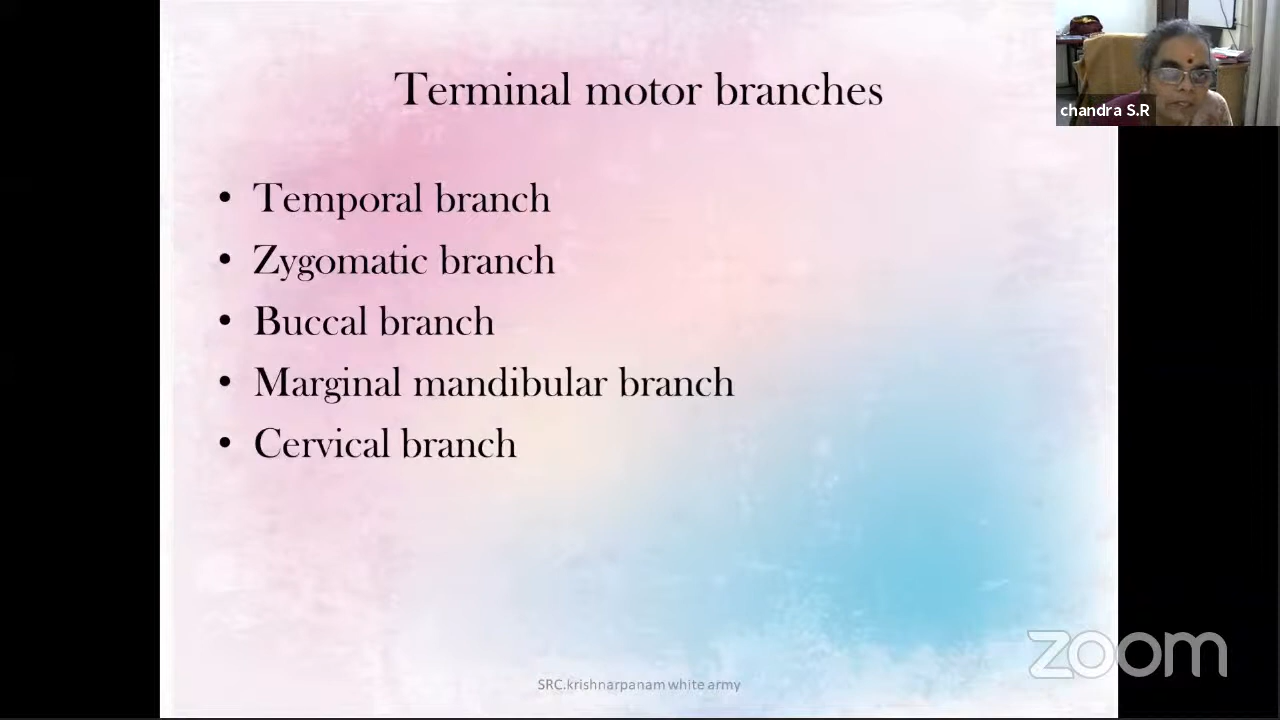 Terminal motor branches
chandra S.R
• Temporal branch
• Zygomatic branch
• Buccal branch
• Marginal mandibular branch
• Cervical branch
zoom
SRC.krishnarpanam white army